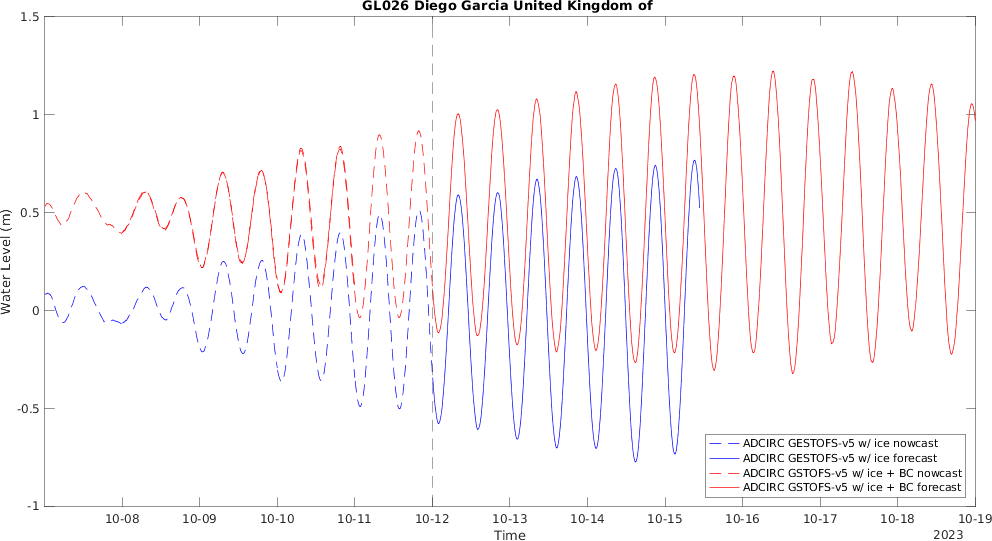 GL026 Diego Garcia United Kingdom of
1.5
1
0.5
0
-0.5
-1
Water Level (m)
ADCIRC GESTOFS-v5 w/ ice nowcast
ADCIRC GESTOFS-v5 w/ ice forecast
ADCIRC GSTOFS-v5 w/ ice + BC nowcast
ADCIRC GSTOFS-v5 w/ ice + BC forecast
10-08 10-09 10-10 10-11 10-12 10-13 10-14 10-15 10-16 10-17 10-18 10-19
Time
2023